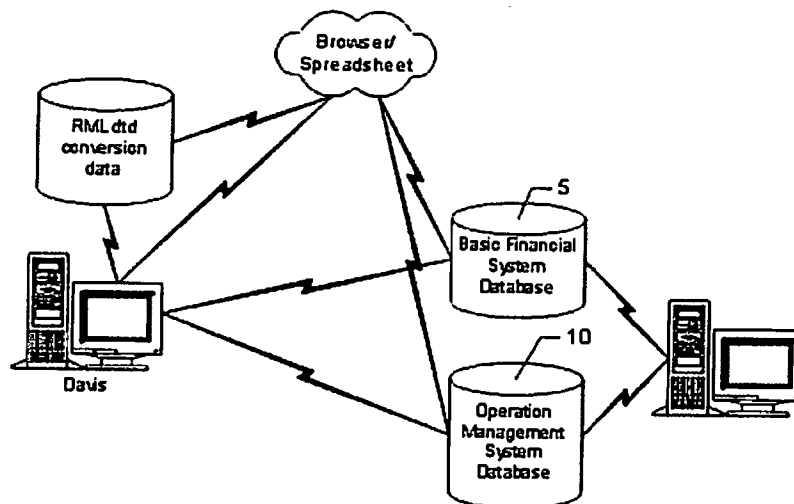 Browser/
Spreadsheet
RML dtd
conversion
data
5
Basic Financial
System
Database
10
Davis
Operation
Management
System
Database